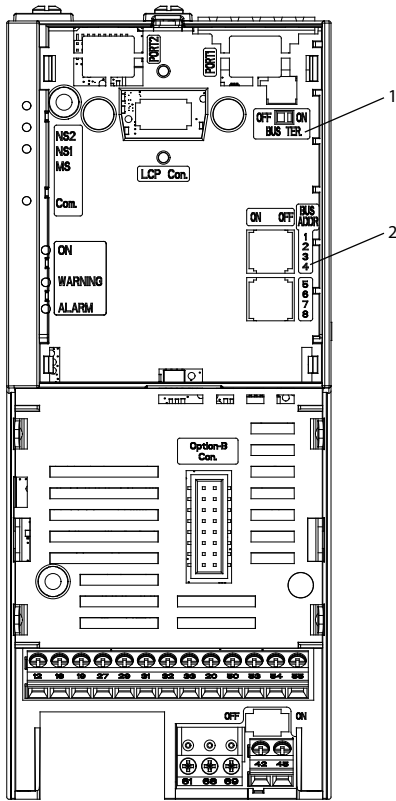 PORT2
PORT1
1
OFF ON
BUS TER.
NS2
NS1
MS
Com.
LCP Con.
ON OFF
BUS ADDR
1
2
3
4
2
5
6
7
8
ON
WARNING
ALARM
Option-B
Con.
12 18 19 27 29 31 32 33 20 50 53 54 55
OFF ON
61 68 69
42 45